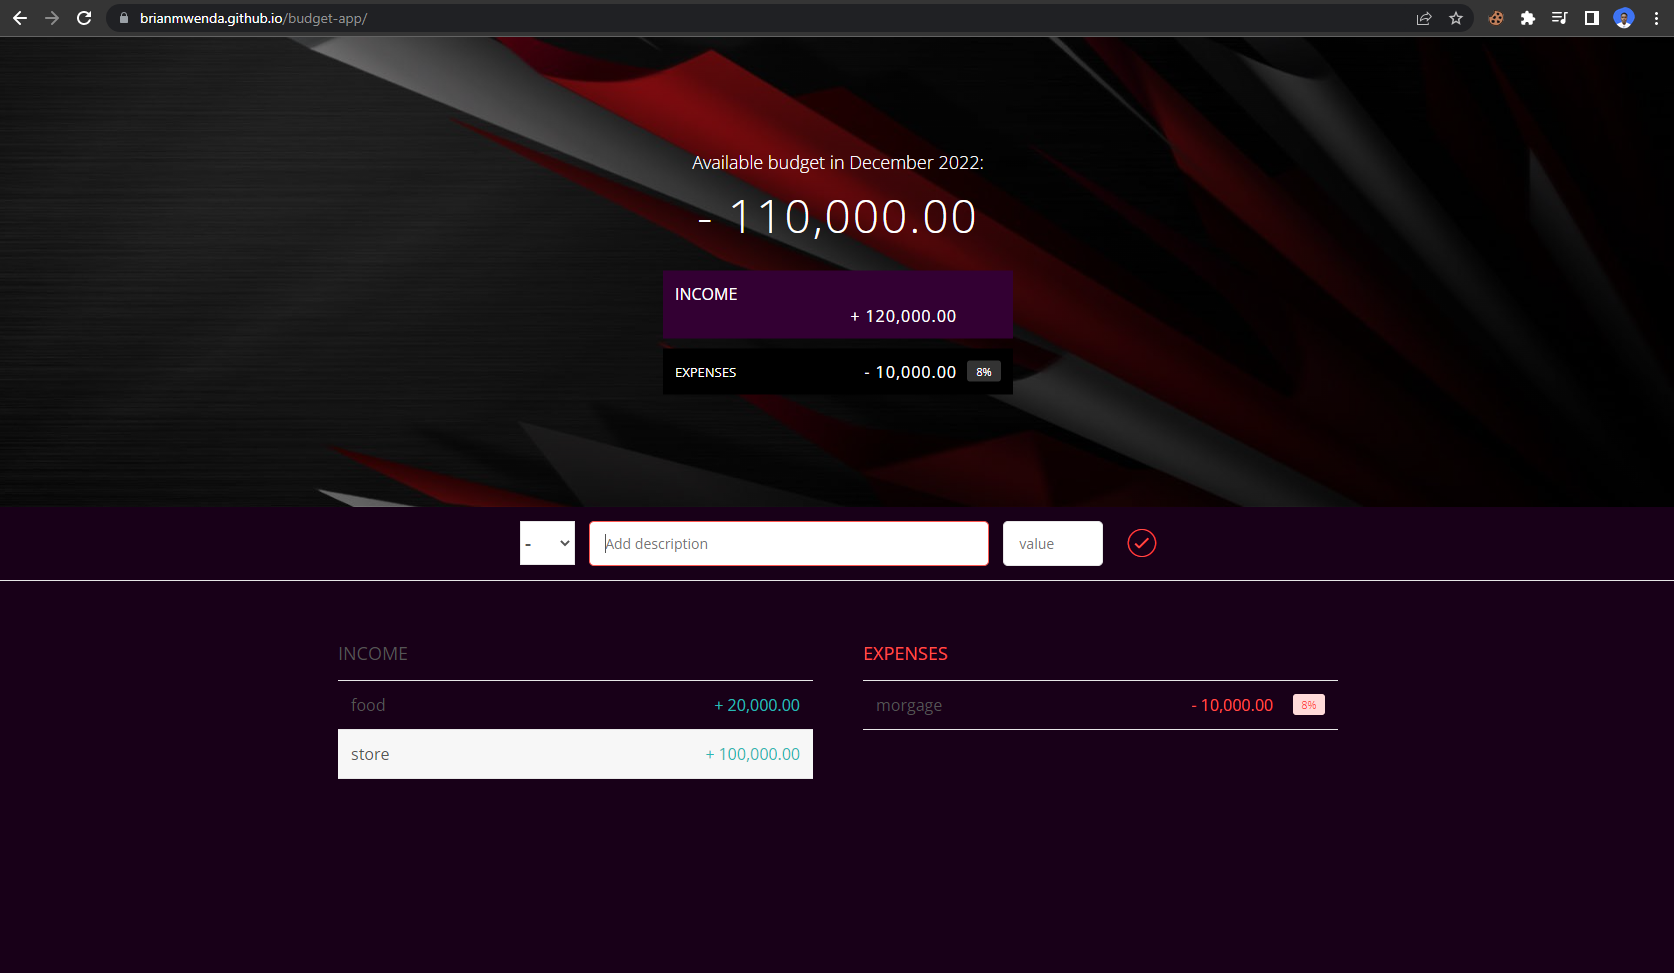 brianmwenda.github.io/budget-app/
Available budget in December 2022:
- 110,000.00
INCOME
+ 120,000.00
EXPENSES - 10,000.00 8%
- Add description value
INCOME
food + 20,000.00
store + 100,000.00
EXPENSES
morgage - 10,000.00 8%